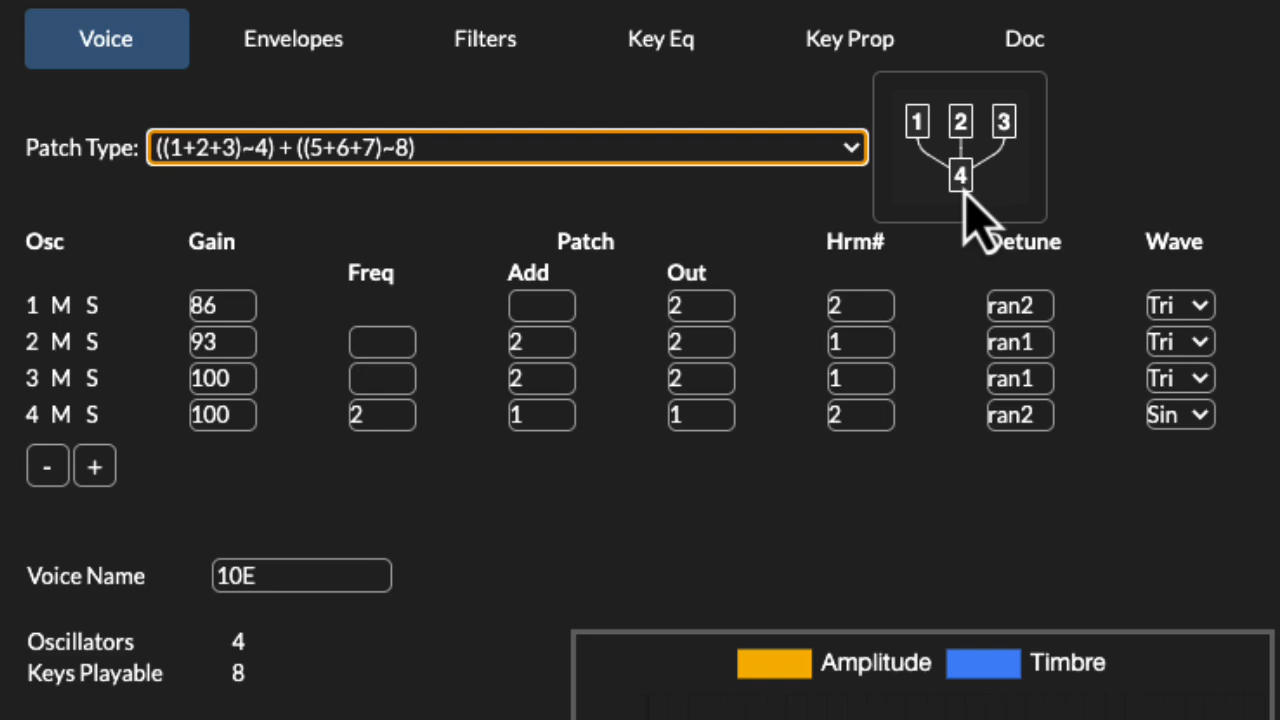 Voice Envelopes Filters Key Eq Key Prop Doc
Patch Type: ((1+2+3)~4) + ((5+6+7)~8)
1 2 3
4
Osc Gain Patch Hrm# Detune Wave
Freq Add Out
1 M S 86 2 2 ran2 Tri
2 M S 93 2 2 1 ran1 Tri
3 M S 100 2 2 1 ran1 Tri
4 M S 100 2 1 1 2 ran2 Sin
- +
Voice Name 10E
Oscillators 4
Keys Playable 8
Amplitude Timbre